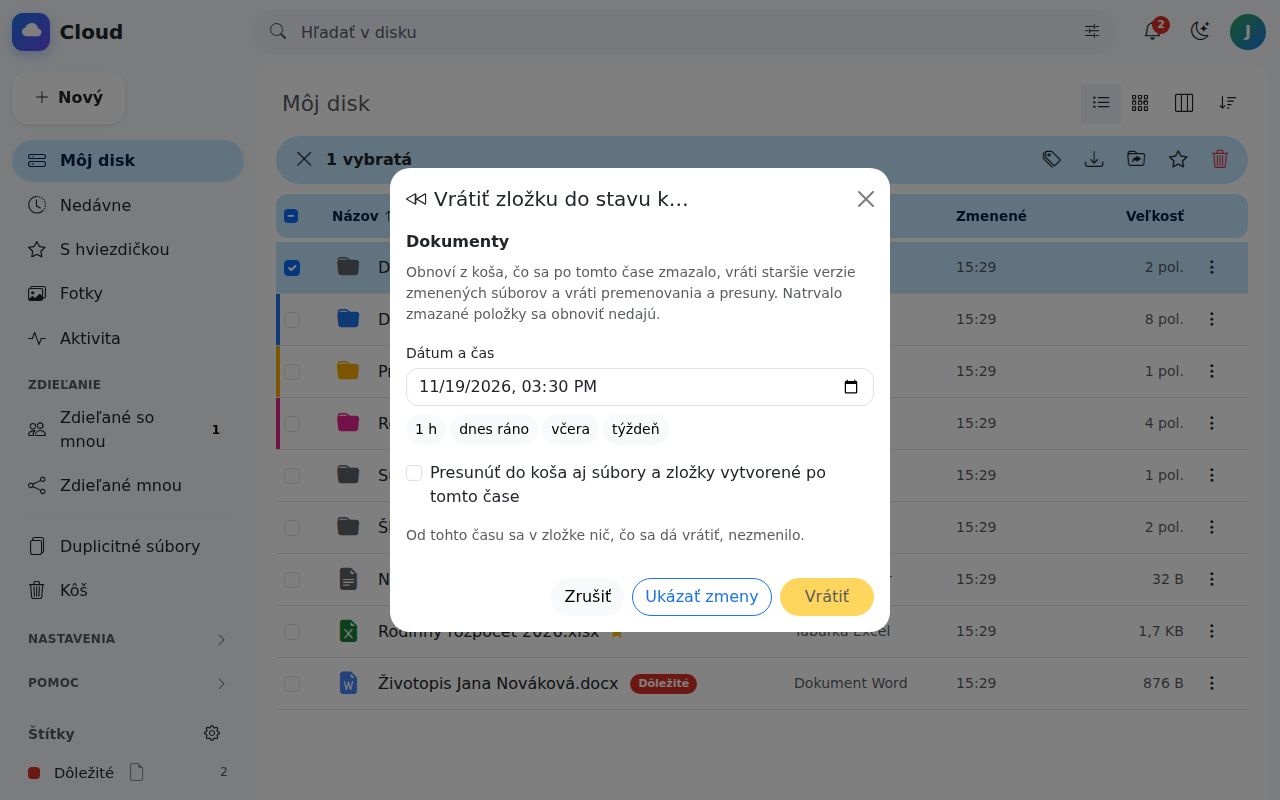 Cloud
Hľadať v disku
2
J
Nový
Môj disk
Nedávne
S hviezdičkou
Fotky
Aktivita
ZDIEĽANIE
Zdieľané so mnou
1
Zdieľané mnou
Duplicitné súbory
Kôš
NASTAVENIA
POMOC
Štítky
Dôležité
2
Môj disk
1 vybratá
Názov ↑
Zmenené
Veľkosť
15:29
2 pol.
15:29
8 pol.
15:29
1 pol.
15:29
4 pol.
15:29
1 pol.
15:29
2 pol.
15:29
32 B
Rodinný rozpočet 2026.xlsx
Tabuľka Excel
15:29
1,7 KB
Životopis Jana Nováková.docx
Dôležité
Dokument Word
15:29
876 B
Vrátiť zložku do stavu k...
Dokumenty
Obnoví z koša, čo sa po tomto čase zmazalo, vráti staršie verzie
zmenených súborov a vráti premenovania a presuny. Natrvalo
zmazané položky sa obnoviť nedajú.
Dátum a čas
11/19/2026, 03:30 PM
1 h
dnes ráno
včera
týždeň
Presunúť do koša aj súbory a zložky vytvorené po
tomto čase
Od tohto času sa v zložke nič, čo sa dá vrátiť, nezmenilo.
Zrušiť
Ukázať zmeny
Vrátiť